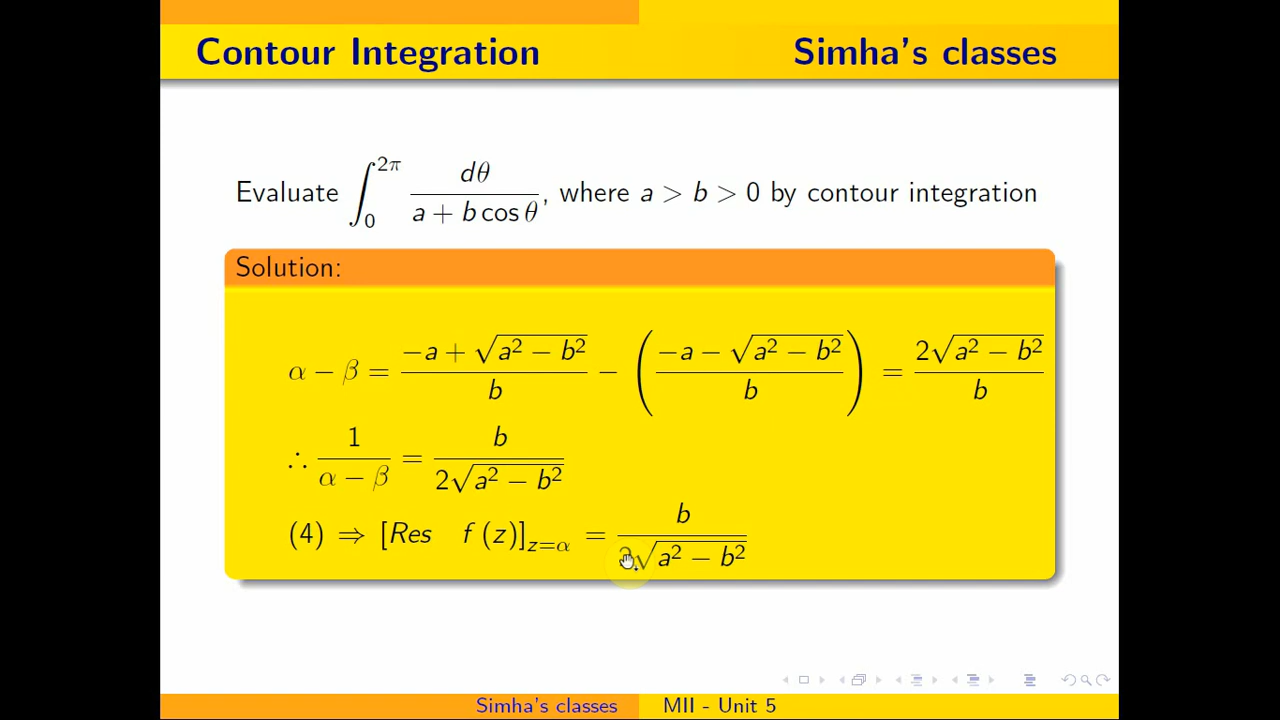 Contour Integration Simha's classes
Evaluate ∫₀^{2π} dθ / (a + b cos θ), where a > b > 0 by contour integration
Solution:
α − β = (−a + √(a² − b²)) / b − ((−a − √(a² − b²)) / b) = 2√(a² − b²) / b
∴ 1 / (α − β) = b / (2√(a² − b²))
(4) ⇒ [Res f (z)]_{z=α} = b / (2√(a² − b²))
Simha's classes MII - Unit 5